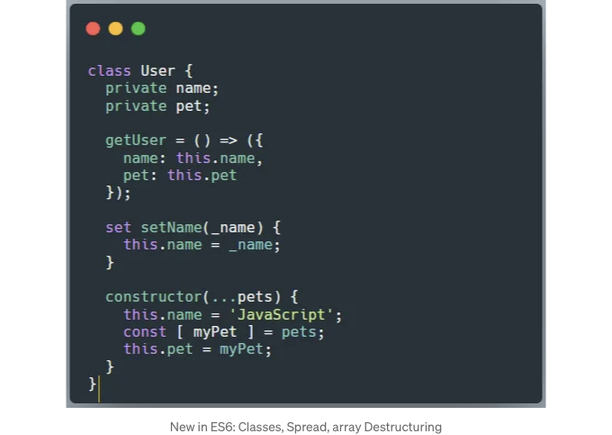 class User {
  private name;
  private pet;

  getUser = () => ({
    name: this.name,
    pet: this.pet
  });

  set setName(_name) {
    this.name = _name;
  }

  constructor(...pets) {
    this.name = 'JavaScript';
    const [ myPet ] = pets;
    this.pet = myPet;
  }
}
New in ES6: Classes, Spread, array Destructuring